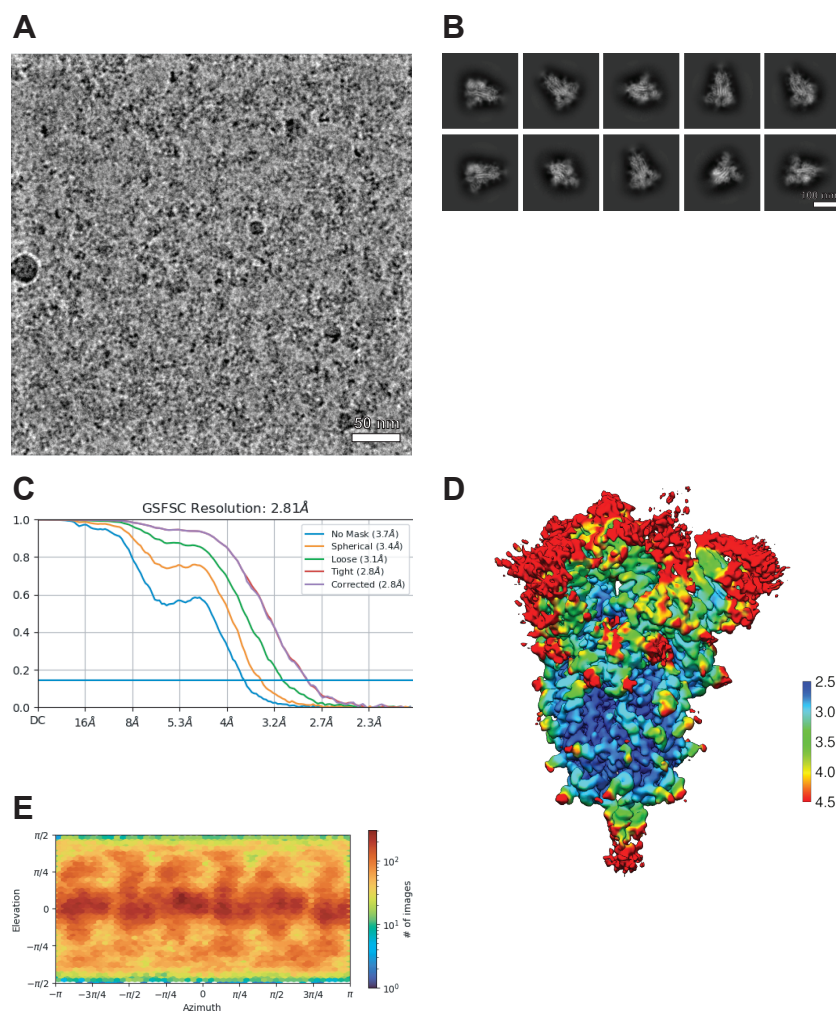 A
B
100 nm
50 nm
C
GSFSC Resolution: 2.81Å
1.0
0.8
0.6
0.4
0.2
0.0
DC
16Å
8Å
5.3Å
4Å
3.2Å
2.7Å
2.3Å
No Mask (3.7Å)
Spherical (3.4Å)
Loose (3.1Å)
Tight (2.8Å)
Corrected (2.8Å)
D
2.5
3.0
3.5
4.0
4.5
E
π/2
π/4
0
−π/4
−π/2
Elevation
−π
−3π/4
−π/2
−π/4
0
π/4
π/2
3π/4
π
Azimuth
10²
10¹
10⁰
# of images